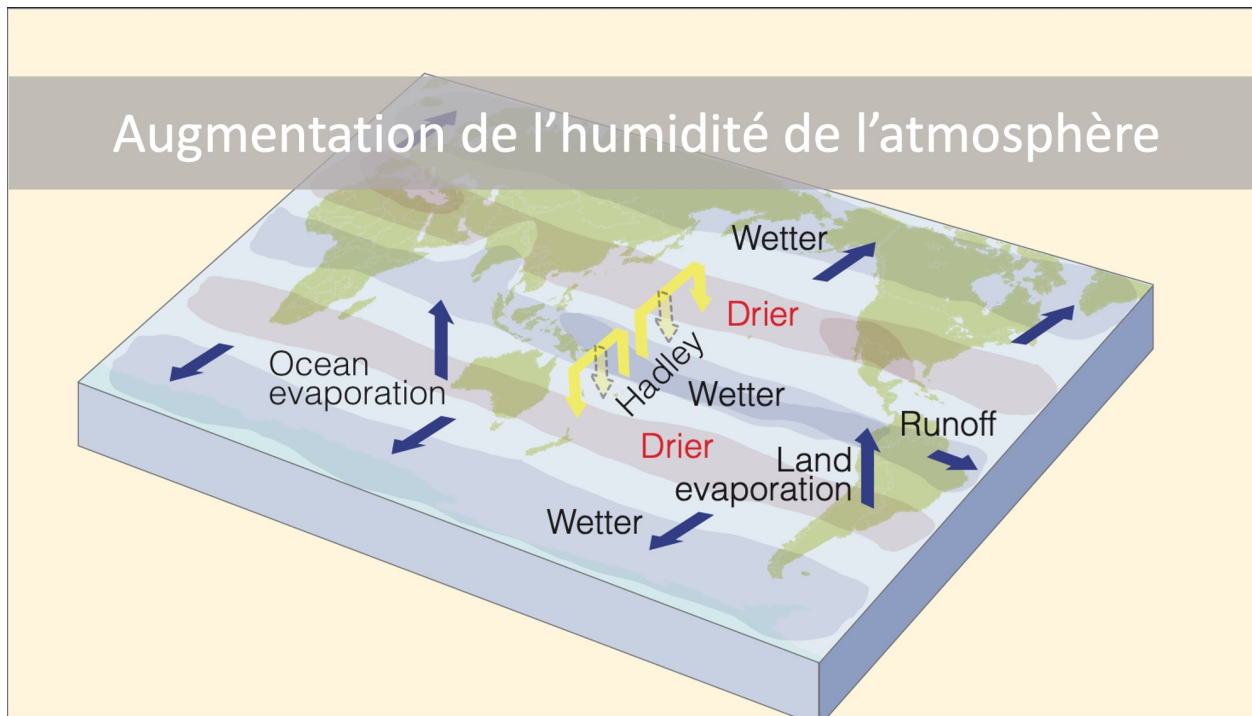 Augmentation de l’humidité de l’atmosphère
Wetter
Drier
Ocean
evaporation
Hadley
Wetter
Runoff
Drier
Land
evaporation
Wetter